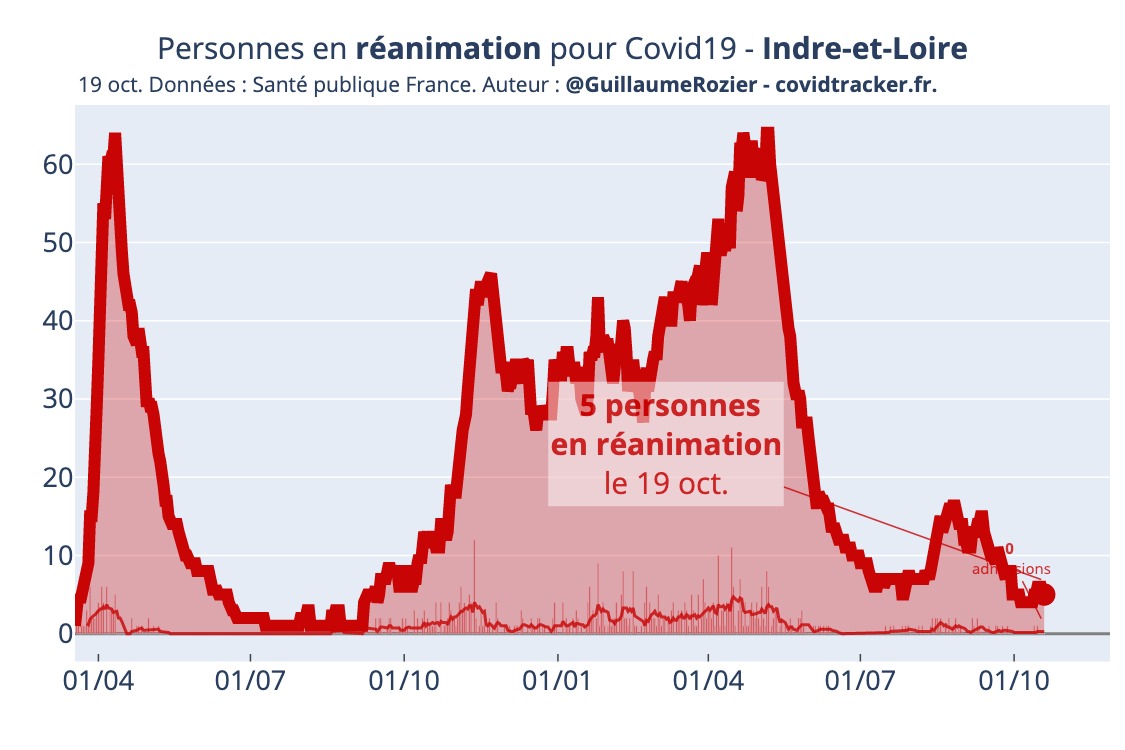 Personnes en réanimation pour Covid19 - Indre-et-Loire
19 oct. Données : Santé publique France. Auteur : @GuillaumeRozier - covidtracker.fr.
60
50
40
30
20
10
0
5 personnes
en réanimation
le 19 oct.
0
admissions
01/04
01/07
01/10
01/01
01/04
01/07
01/10